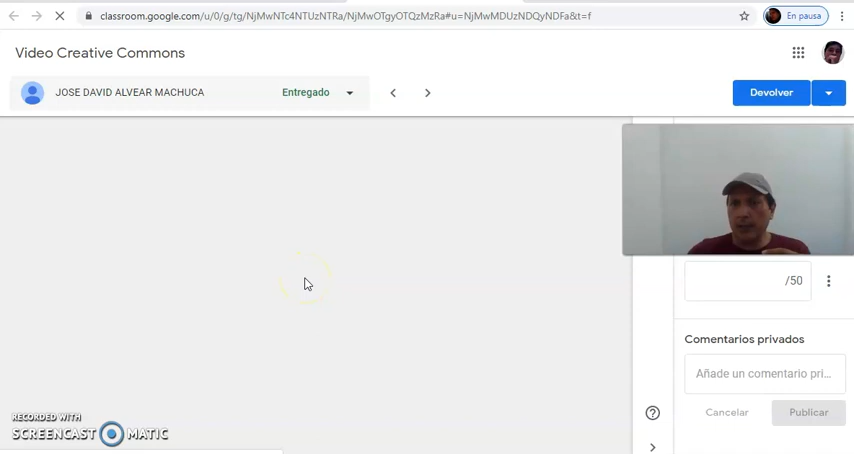 classroom.google.com/u/0/g/tg/NjMwNTc4NTUzNTRa/NjMwOTgyOTQzMzRa#u=NjMwMDUzNDQyNDFa&t=f
En pausa
Video Creative Commons
JOSE DAVID ALVEAR MACHUCA
Entregado
Devolver
/50
Comentarios privados
Añade un comentario pri...
Cancelar
Publicar
RECORDED WITH
SCREENCAST MATIC